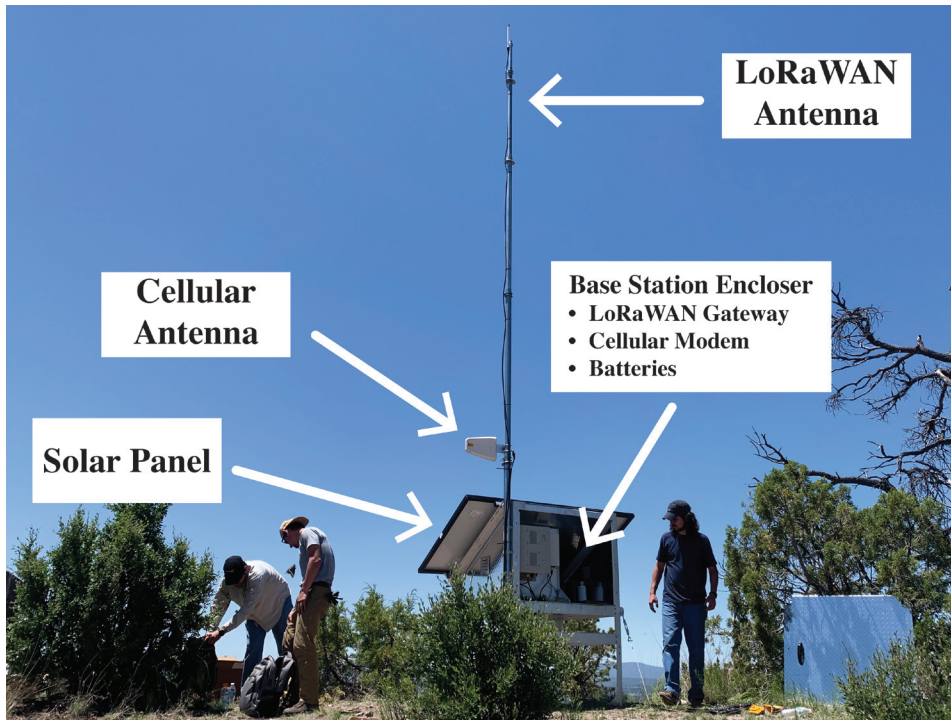 LoRaWAN
Antenna
Cellular
Antenna
Base Station Encloser
• LoRaWAN Gateway
• Cellular Modem
• Batteries
Solar Panel